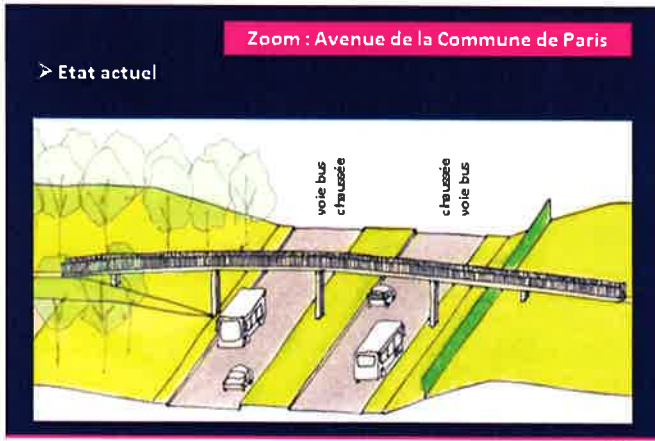 Zoom : Avenue de la Commune de Paris
➢ Etat actuel
voie bus
chaussée
chaussée
voie bus